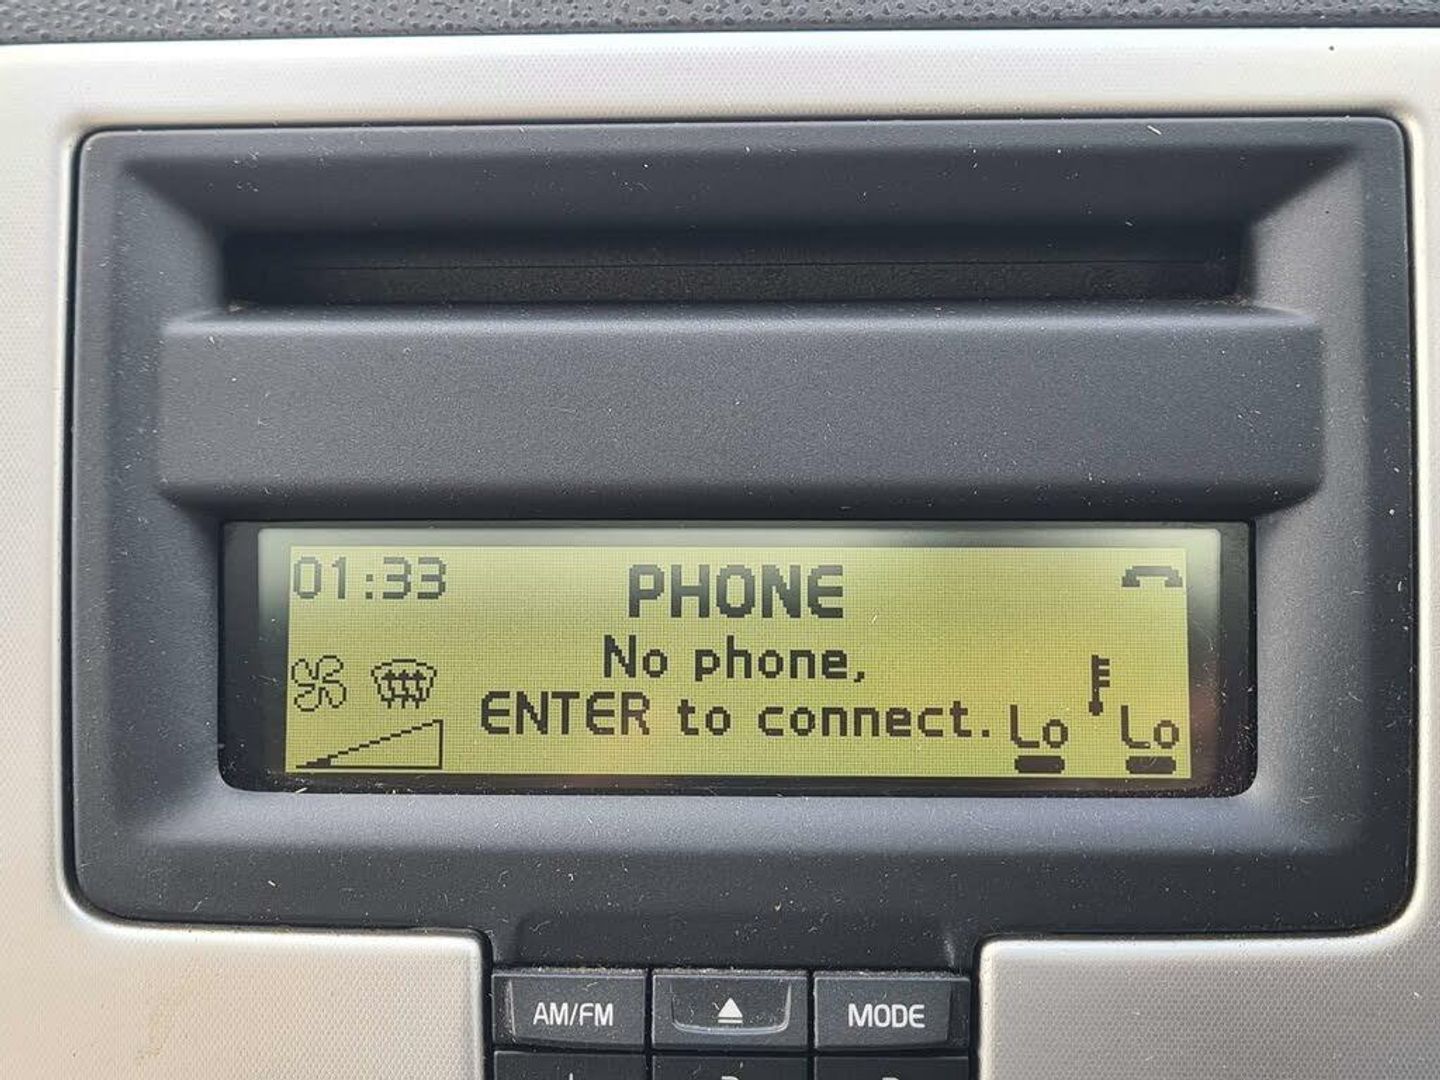 01:33
PHONE
No phone,
ENTER to connect.
Lo Lo
AM/FM
MODE